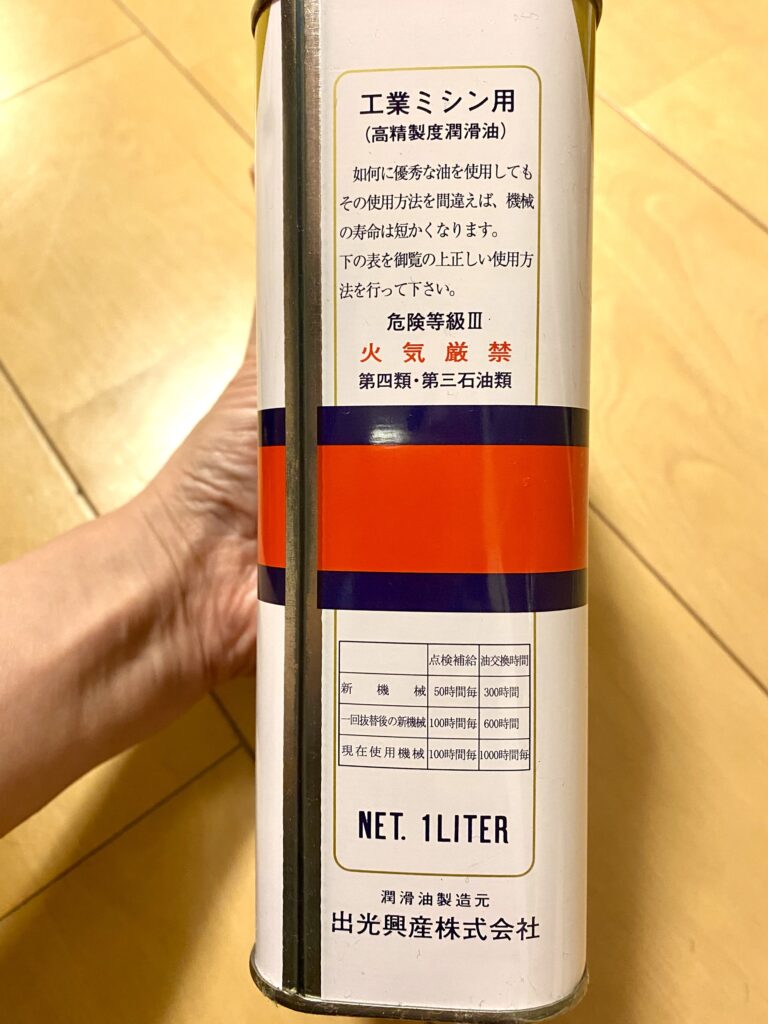 工業ミシン用
(高精製度潤滑油)
如何に優秀な油を使用しても
その使用方法を間違えば、機械
の寿命は短かくなります。
下の表を御覧の上正しい使用方
法を行って下さい。
危険等級Ⅲ
火気厳禁
第四類・第三石油類
点検補給 油交換時間
新機械 50時間毎 300時間
一回抜替後の新機械 100時間毎 600時間
現在使用機械 100時間毎 1000時間毎
NET. 1LITER
潤滑油製造元
出光興産株式会社